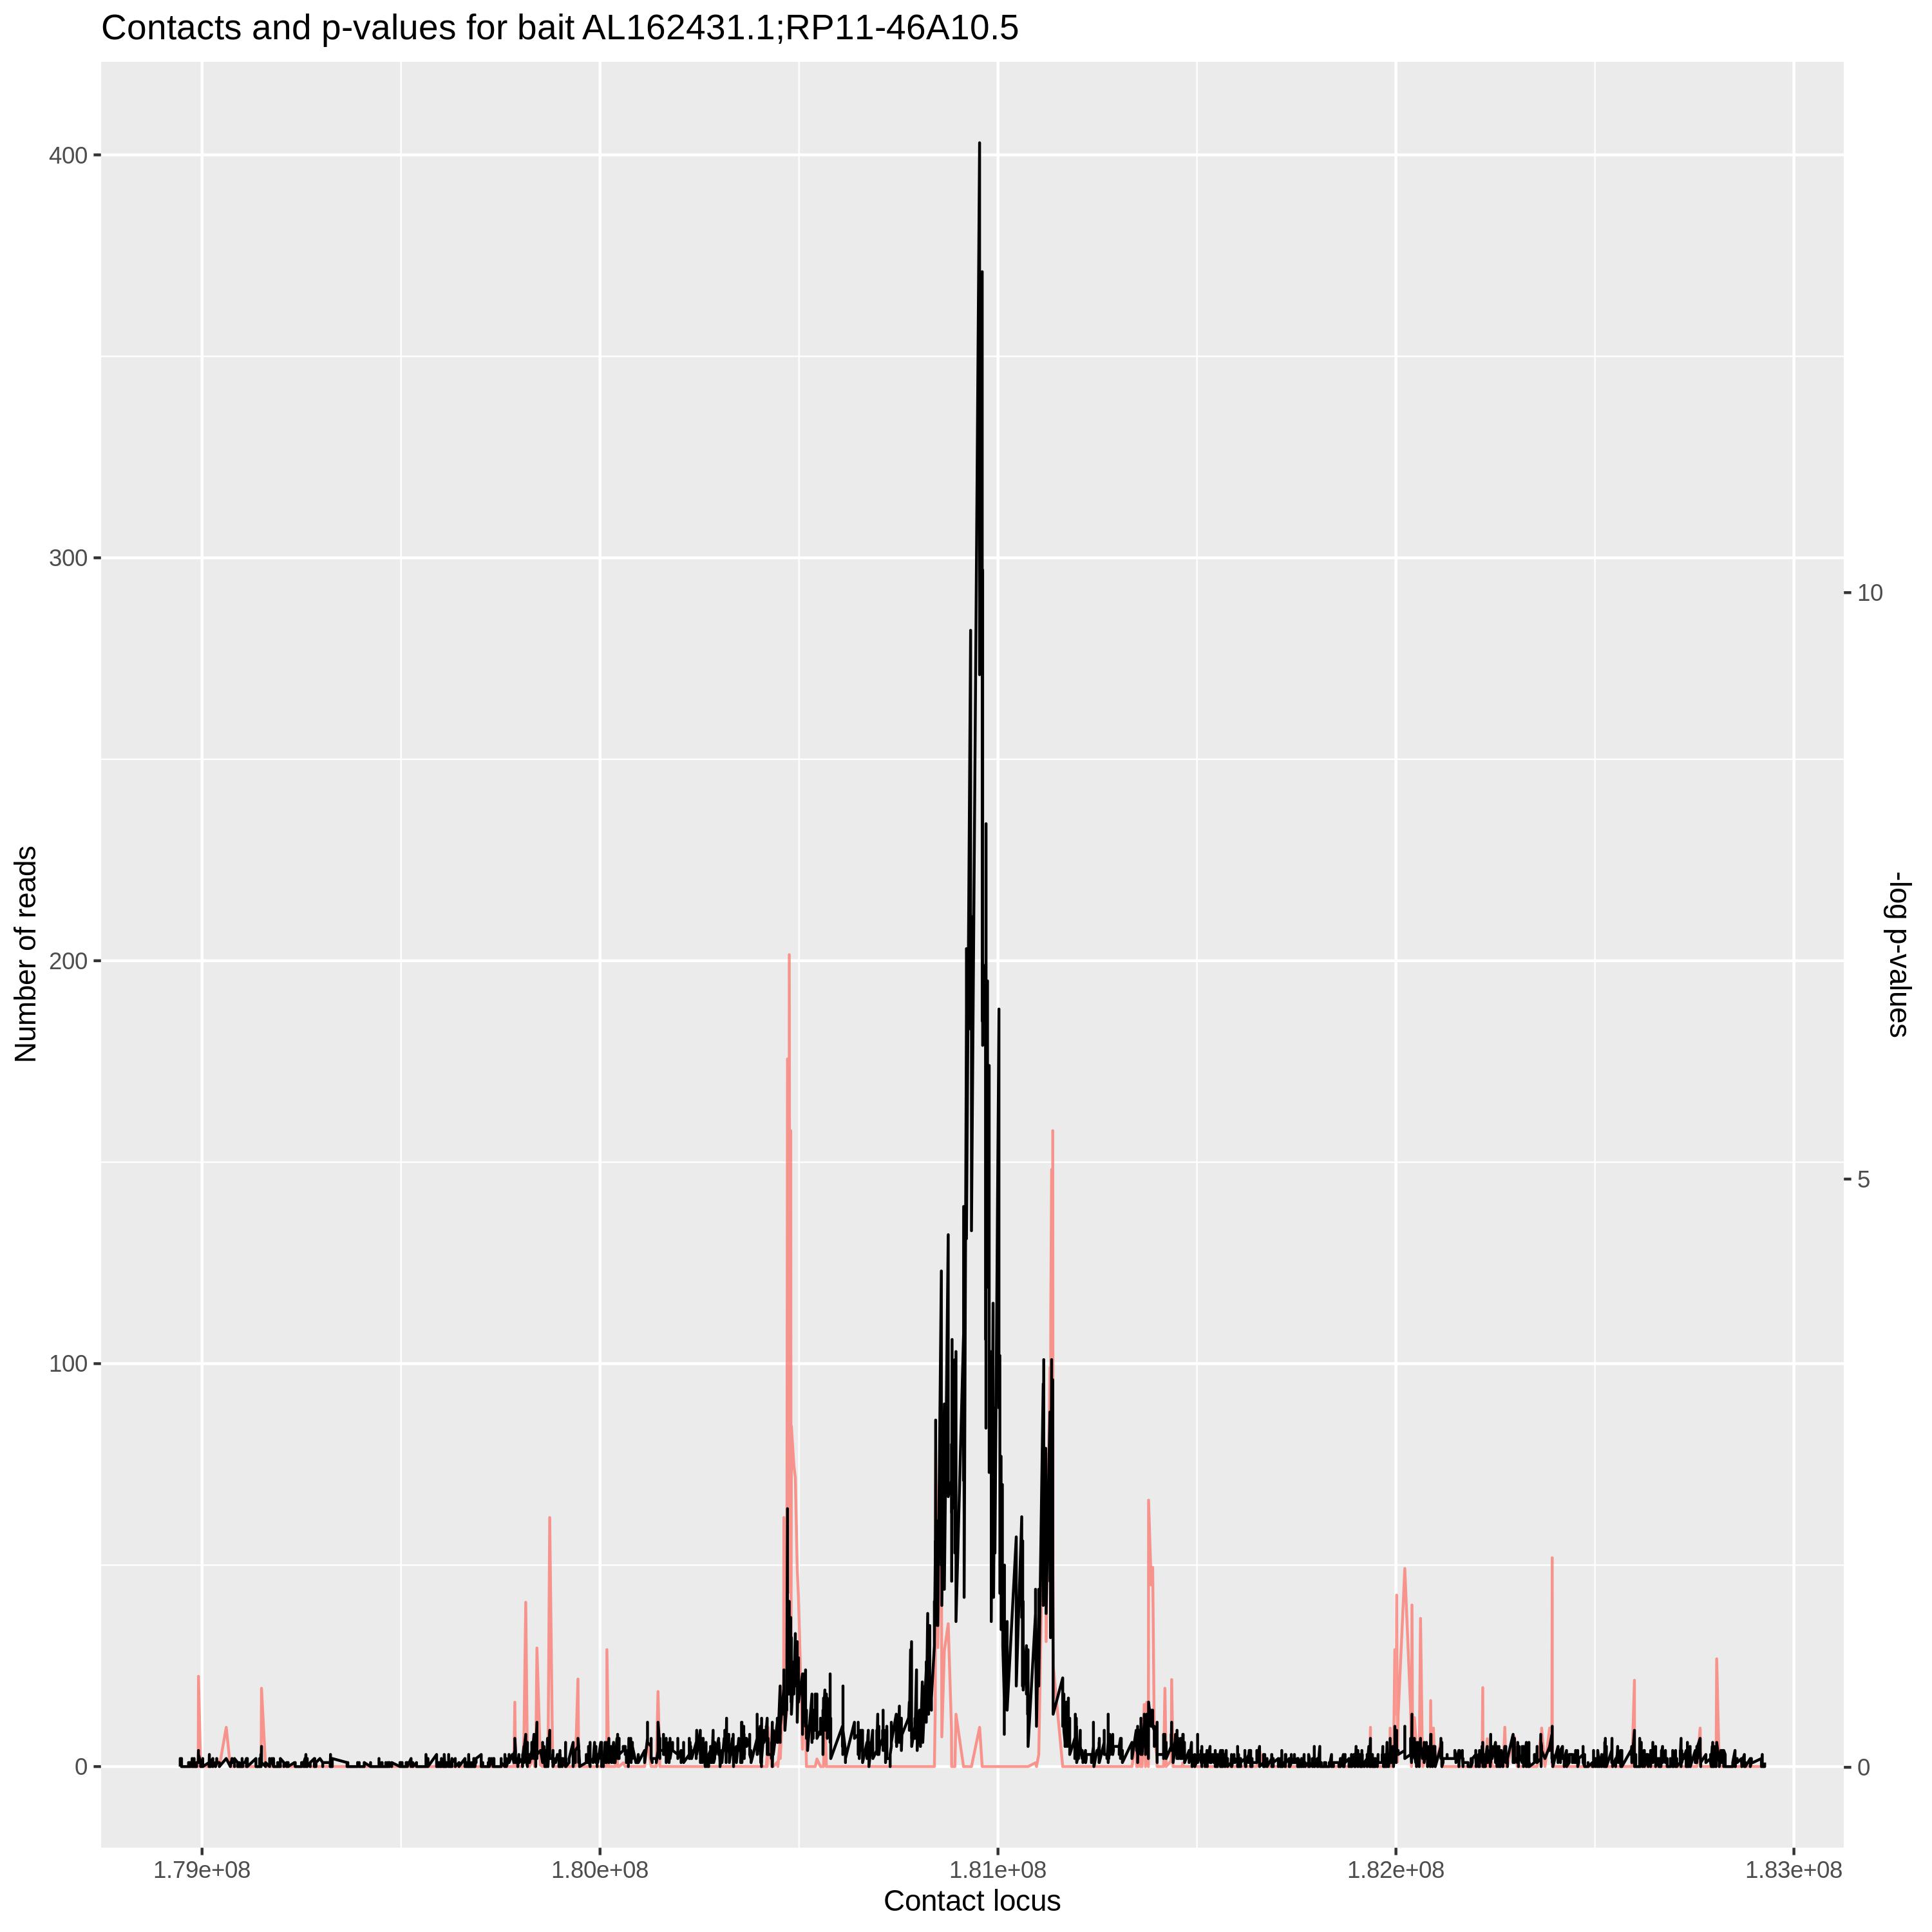 Contacts and p-values for bait AL162431.1;RP11-46A10.5
400
300
200
100
0
Number of reads
10
5
0
-log p-values
1.79e+08 1.80e+08 1.81e+08 1.82e+08 1.83e+08
Contact locus